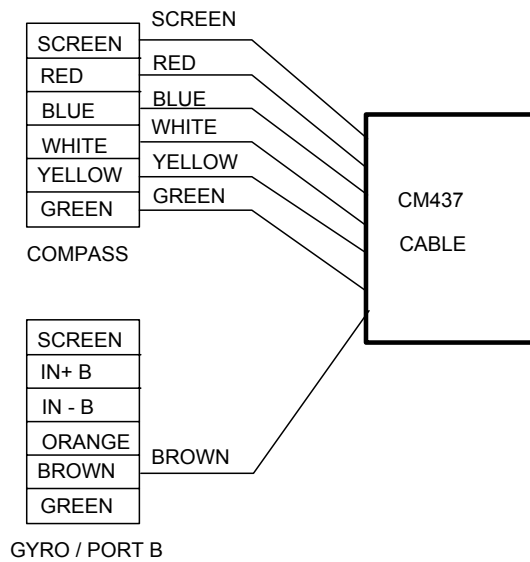 SCREEN
SCREEN
RED
RED
BLUE
BLUE
WHITE
WHITE
YELLOW
YELLOW
GREEN
GREEN
COMPASS
CM437
CABLE
SCREEN
IN+ B
IN - B
ORANGE
BROWN
BROWN
GREEN
GYRO / PORT B